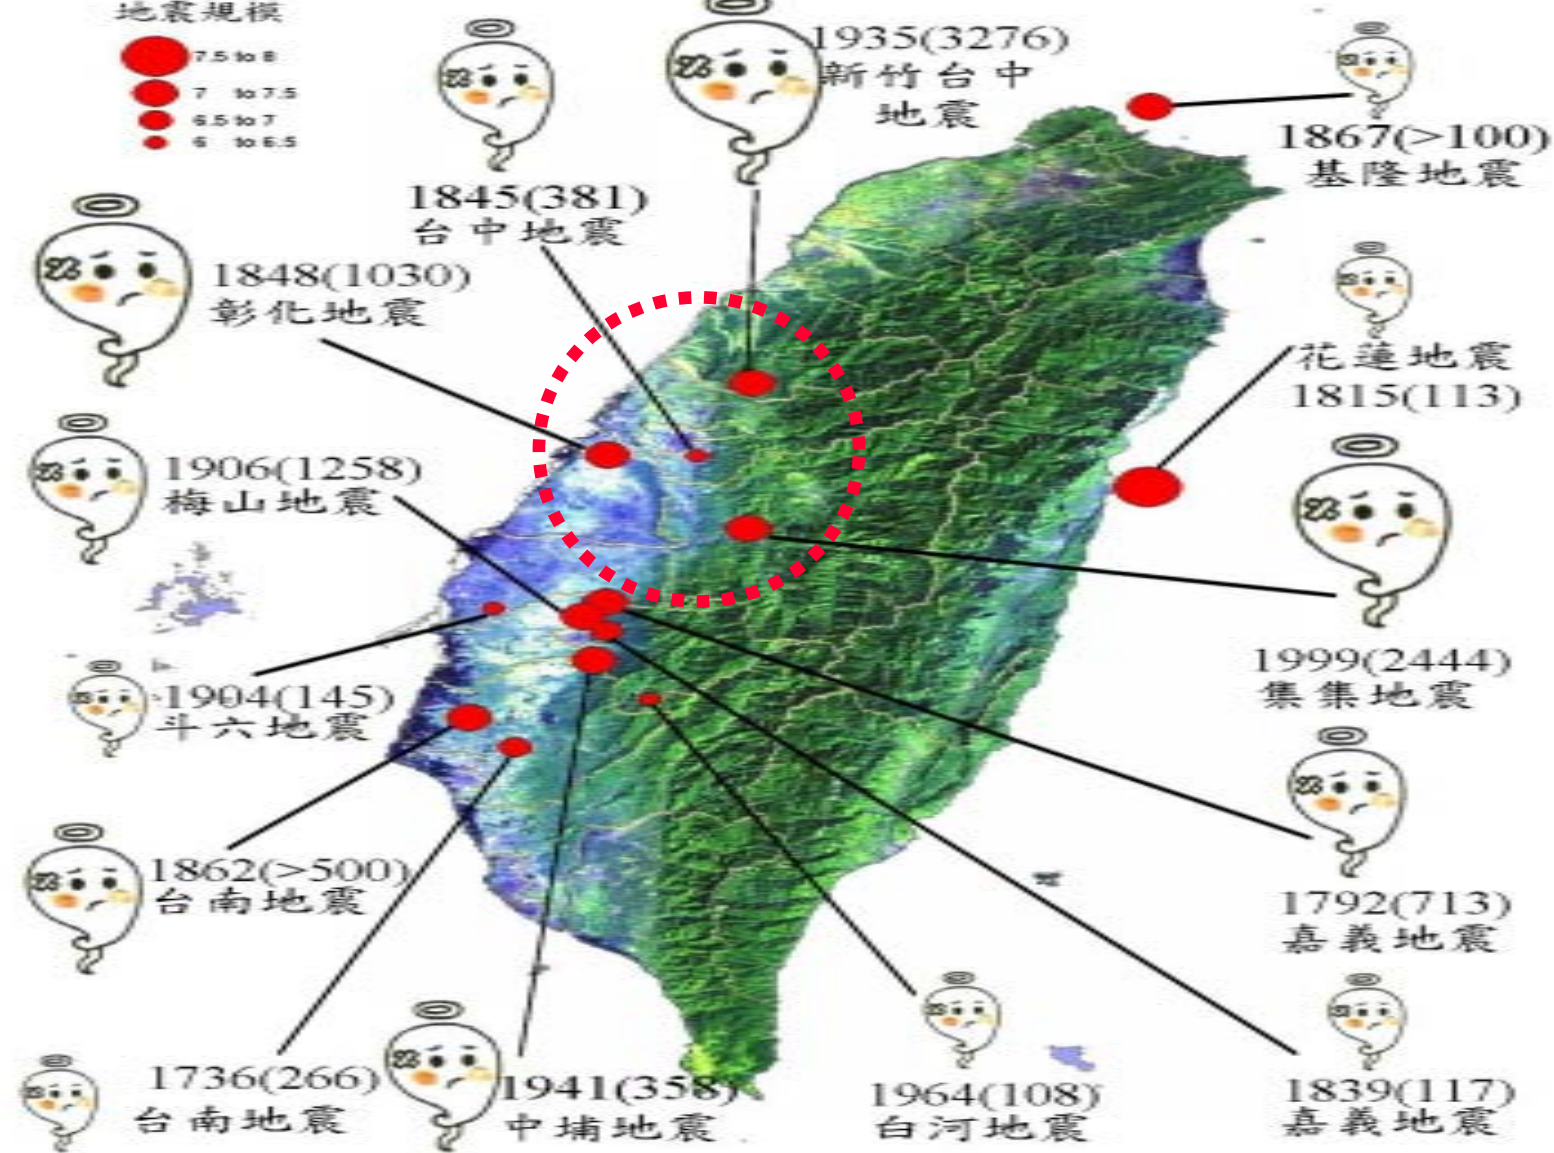 地震規模
7.5 to 8
7 to 7.5
6.5 to 7
6 to 6.5
1935(3276)
新竹台中
地震
1867(>100)
基隆地震
1845(381)
台中地震
1848(1030)
彰化地震
花蓮地震
1815(113)
1906(1258)
梅山地震
1999(2444)
集集地震
1904(145)
斗六地震
1862(>500)
台南地震
1792(713)
嘉義地震
1736(266)
台南地震
1941(358)
中埔地震
1964(108)
白河地震
1839(117)
嘉義地震